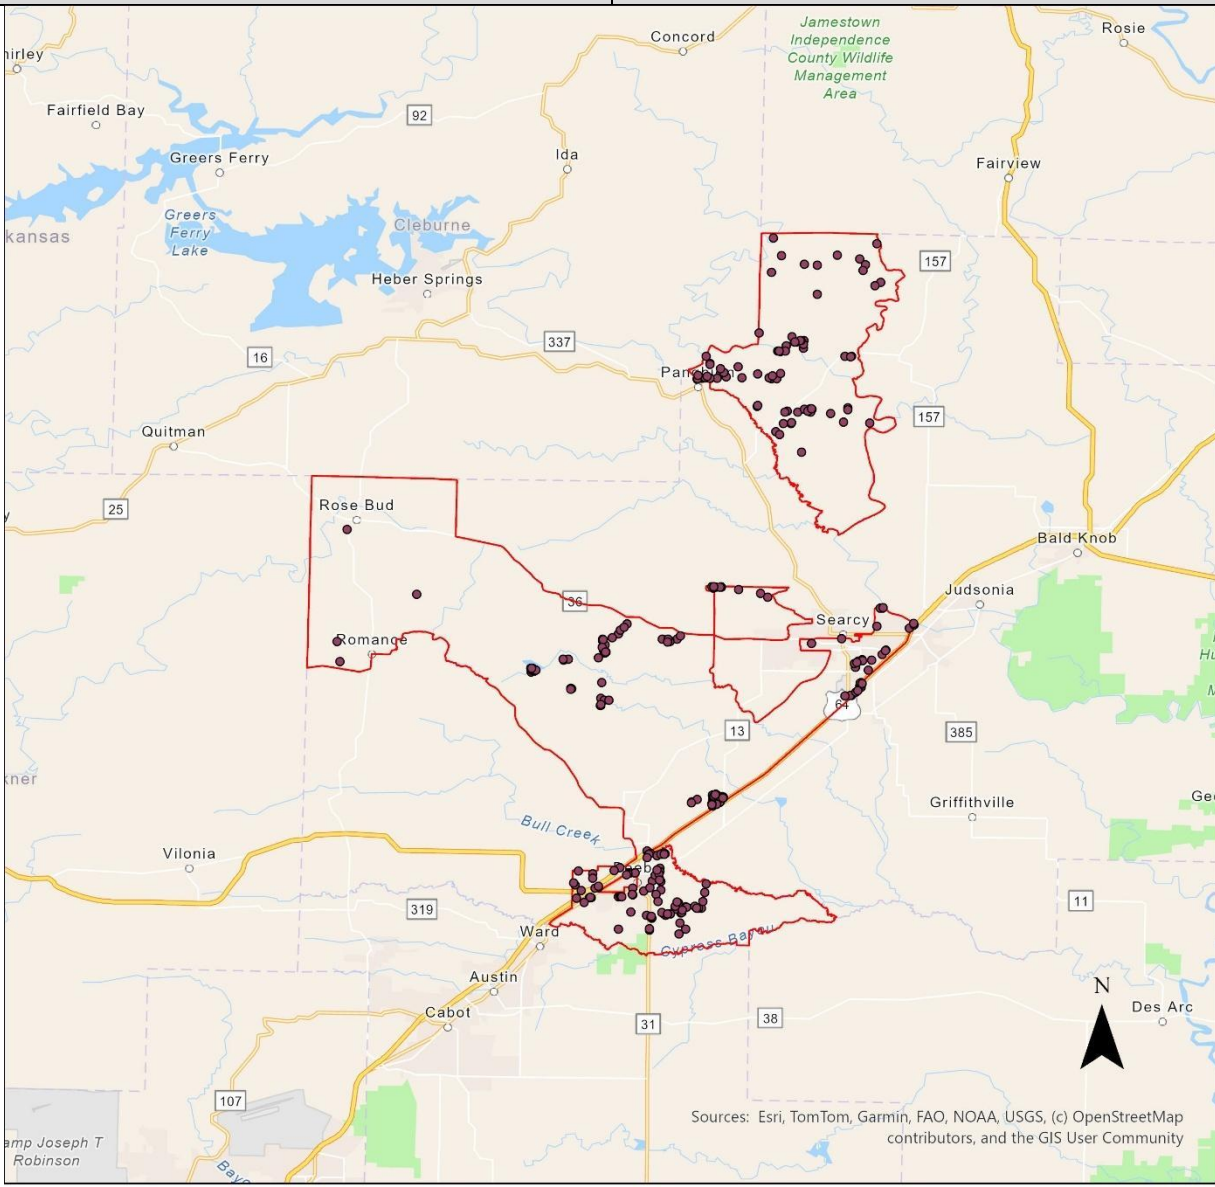 Jamestown
Independence
County Wildlife
Management
Area
Concord
Rosie
hirley
Fairfield Bay
92
Greers Ferry
Ida
Fairview
Greers
Ferry
Lake
Cleburne
kansas
Heber Springs
157
337
16
157
Quitman
25
Rose Bud
Bald Knob
Judsonia
36
Searcy
Romance
64
13
385
kner
Griffithville
Bull Creek
Vilonia
319
11
Ward
Cypress Bayou
Austin
Cabot
31
38
N
Des Arc
107
Sources: Esri, TomTom, Garmin, FAO, NOAA, USGS, (c) OpenStreetMap
contributors, and the GIS User Community
amp Joseph T
Robinson